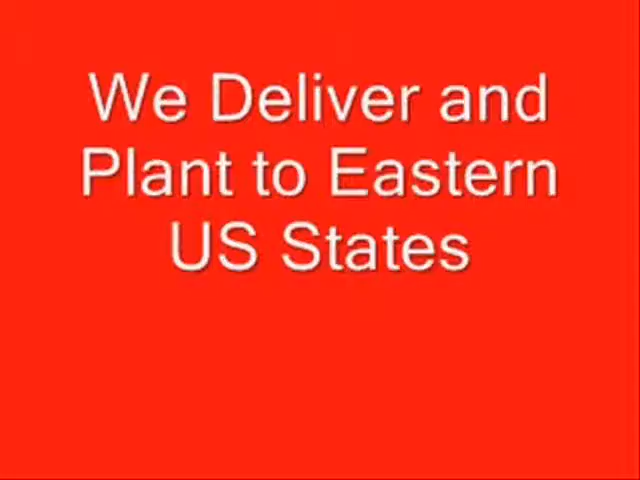 We Deliver and
Plant to Eastern
US States